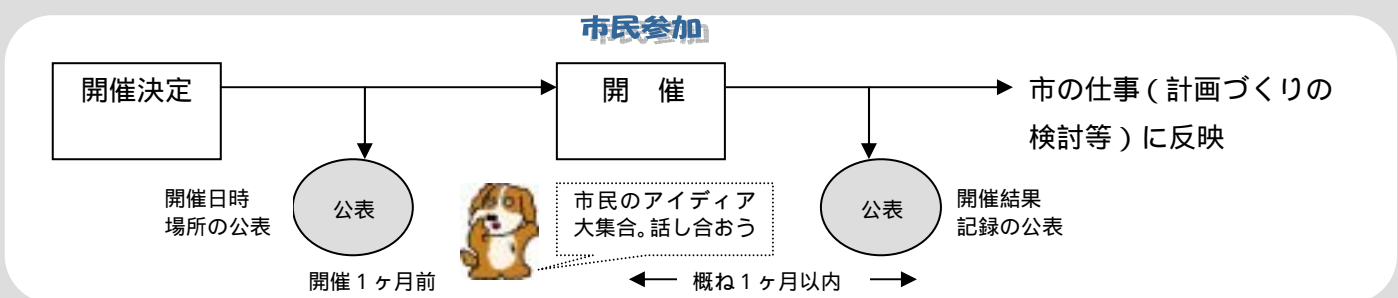 市民参加
開催決定
開　催
市の仕事（計画づくりの
検討等）に反映
開催日時
場所の公表
公表
市民のアイディア
大集合。話し合おう
公表
開催結果
記録の公表
開催１ヶ月前
概ね１ヶ月以内